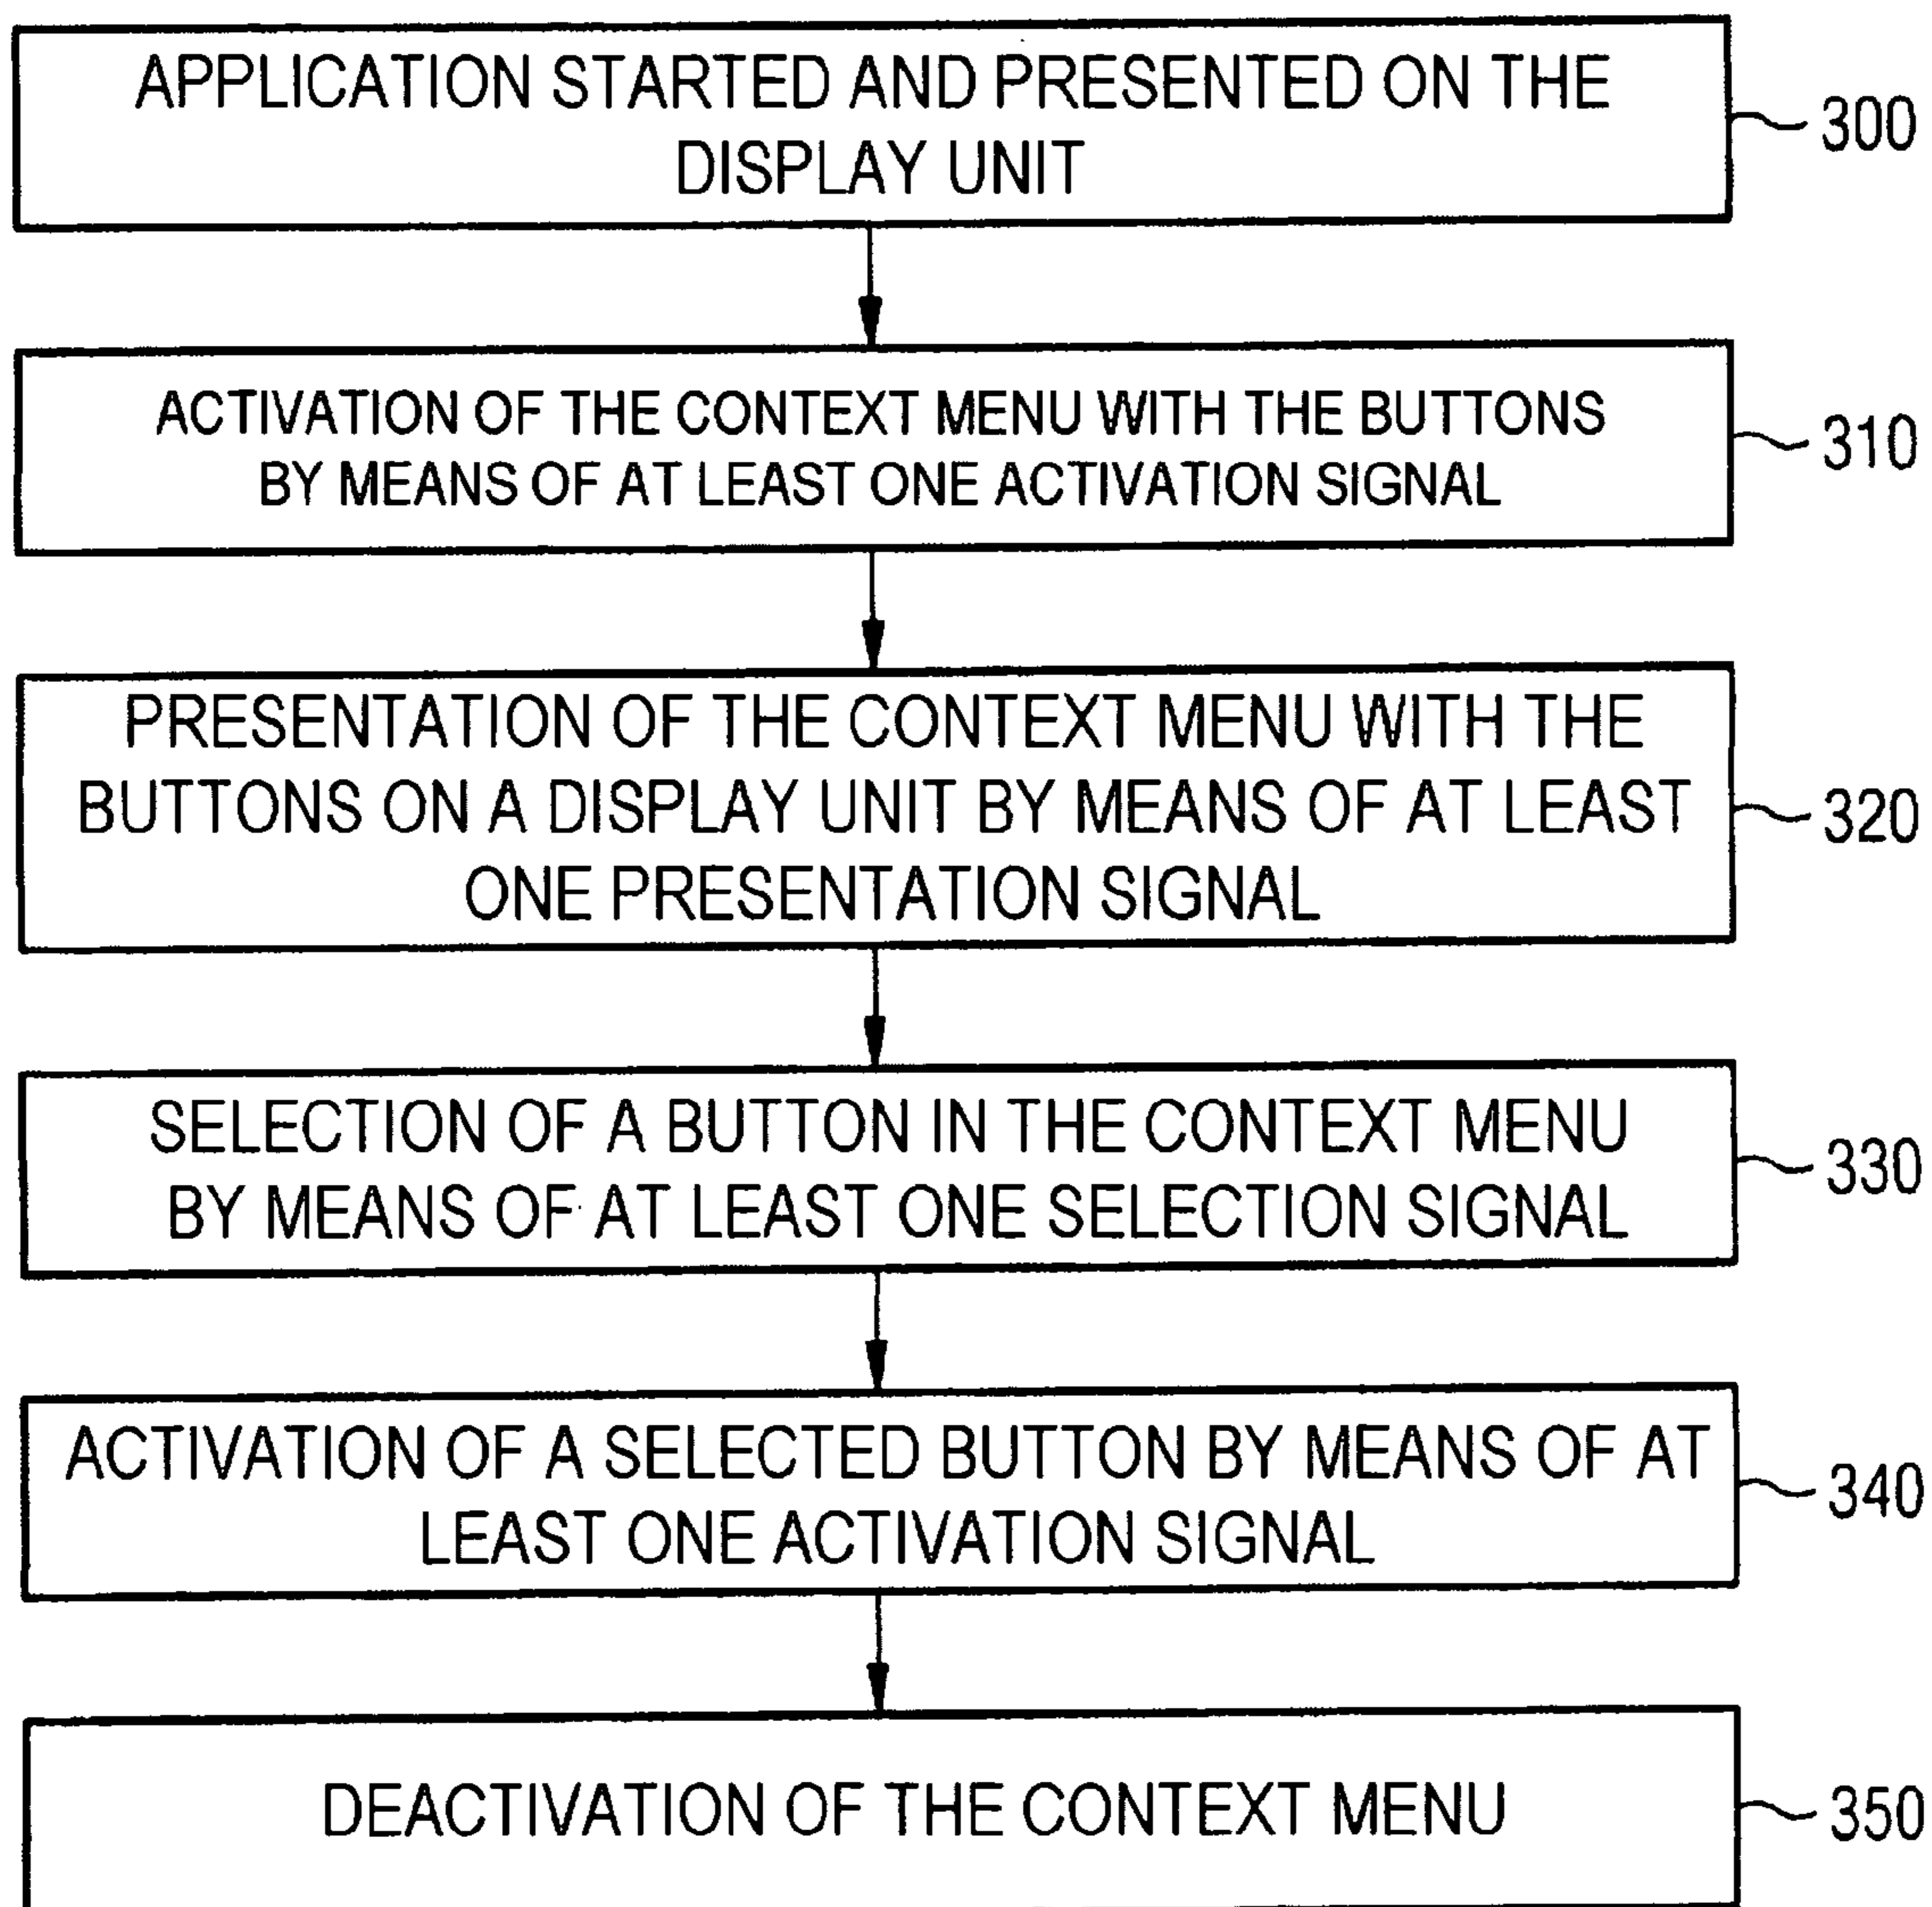 APPLICATION STARTED AND PRESENTED ON THE
DISPLAY UNIT
300
ACTIVATION OF THE CONTEXT MENU WITH THE BUTTONS
BY MEANS OF AT LEAST ONE ACTIVATION SIGNAL
310
PRESENTATION OF THE CONTEXT MENU WITH THE
BUTTONS ON A DISPLAY UNIT BY MEANS OF AT LEAST
ONE PRESENTATION SIGNAL
320
SELECTION OF A BUTTON IN THE CONTEXT MENU
BY MEANS OF AT LEAST ONE SELECTION SIGNAL
330
ACTIVATION OF A SELECTED BUTTON BY MEANS OF AT
LEAST ONE ACTIVATION SIGNAL
340
DEACTIVATION OF THE CONTEXT MENU
350